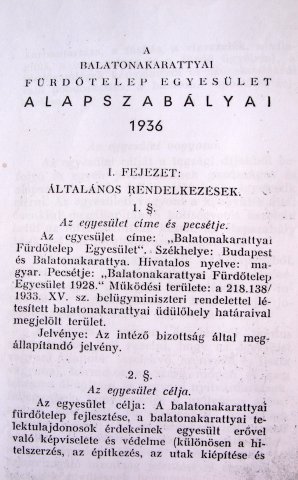 A
BALATONAKARATTYAI
FÜRDŐTELEP EGYESÜLET
ALAPSZABÁLYAI
1936
I. FEJEZET:
ÁLTALÁNOS RENDELKEZÉSEK.
1. §.
Az egyesület címe és pecsétje.
Az egyesület címe: „Balatonakarattyai
Fürdőtelep Egyesület”. Székhelye: Budapest
és Balatonakarattya. Hivatalos nyelve: ma-
gyar. Pecsétje: „Balatonakarattyai Fürdőtelep
Egyesület 1928.” Működési területe: a 218.138/
1933. XV. sz. belügyminiszteri rendelettel lé-
tesített balatonakarattyai üdülőhely határaival
megjelölt terület.
Jelvénye: Az intéző bizottság által meg-
állapítandó jelvény.
2. §.
Az egyesület célja.
Az egyesület célja: A balatonakarattyai
fürdőtelep fejlesztése, a balatonakarattyai te-
lektulajdonosok érdekeinek egyesült erővel
való képviselete és védelme (különösen a hi-
telszerzés, az építkezés, az utak kiépítése és